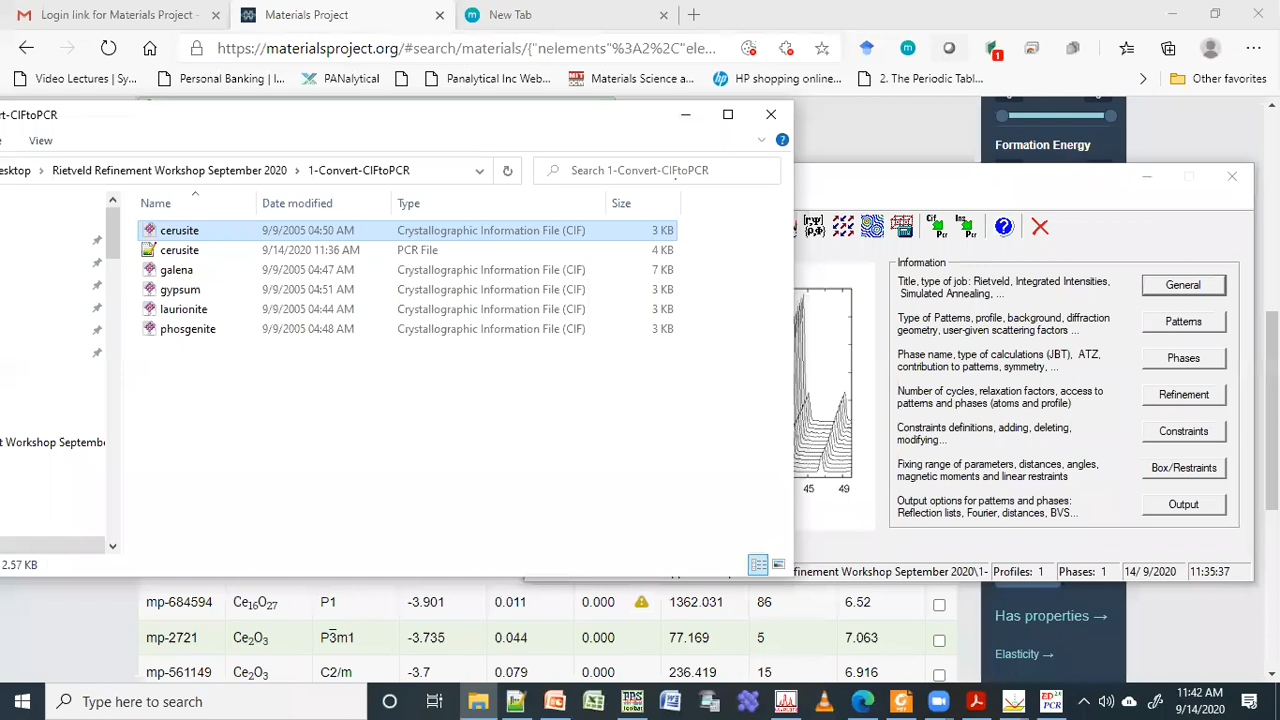 Login link for Materials Project -
Materials Project
New Tab
https://materialsproject.org/#search/materials/{"nelements"%3A2%2C"ele...
1
Video Lectures | Sy...
Personal Banking | I...
PANalytical
Panalytical Inc Web...
Materials Science a...
HP shopping online...
2. The Periodic Tabl...
Other favorites
rt-CIFtoPCR
View
esktop
Rietveld Refinement Workshop September 2020
1-Convert-CIFtoPCR
Search 1-Convert-CIFtoPCR
Name
Date modified
Type
Size
cerusite 9/9/2005 04:50 AM Crystallographic Information File (CIF) 3 KB
cerusite 9/14/2020 11:36 AM PCR File 4 KB
galena 9/9/2005 04:47 AM Crystallographic Information File (CIF) 7 KB
gypsum 9/9/2005 04:51 AM Crystallographic Information File (CIF) 3 KB
laurionite 9/9/2005 04:44 AM Crystallographic Information File (CIF) 3 KB
phosgenite 9/9/2005 04:48 AM Crystallographic Information File (CIF) 3 KB
t Workshop Septembe
2.57 KB
Formation Energy
Cif Pcr
Ins Pcr
Information
Title, type of job: Rietveld, Integrated Intensities,
Simulated Annealing, ...
General
Type of Patterns, profile, background, diffraction
geometry, user-given scattering factors ...
Patterns
Phase name, type of calculations (JBT), ATZ,
contribution to patterns, symmetry, ...
Phases
Number of cycles, relaxation factors, access to
patterns and phases (atoms and profile)
Refinement
Constraints definitions, adding, deleting,
modifying...
Constraints
Fixing range of parameters, distances, angles,
magnetic moments and linear restraints
Box/Restraints
Output options for patterns and phases:
Reflection lists, Fourier, distances, BVS...
Output
45 49
efinement Workshop September 2020\1-
Profiles: 1
Phases: 1
14/ 9/2020
11:35:37
mp-684594 Ce16O27 P1 -3.901 0.011 0.000 1362.031 86 6.52
mp-2721 Ce2O3 P3̅m1 -3.735 0.044 0.000 77.169 5 7.063
mp-561149 Ce2O3 C2/m -3.7 0.079 0.000 236.419 15 6.916
Has properties →
Elasticity →
Type here to search
11:42 AM
9/14/2020